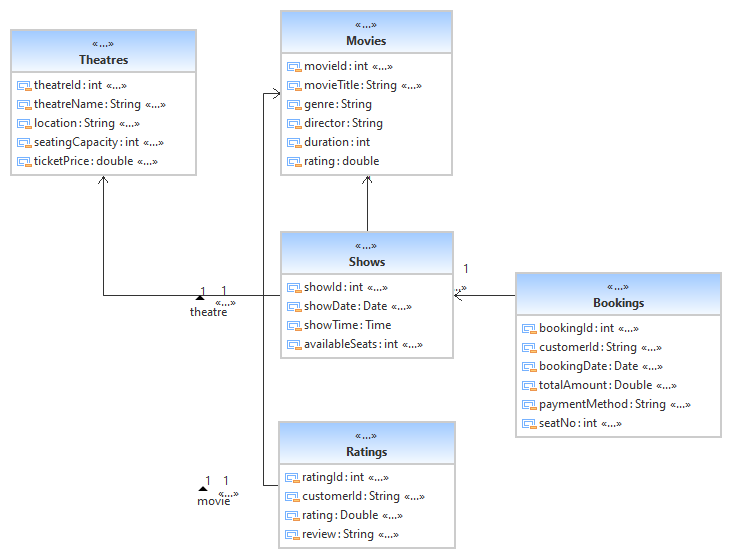 «...»
Theatres
theatreId : int «...»
theatreName : String «...»
location : String «...»
seatingCapacity : int «...»
ticketPrice : double «...»
«...»
Movies
movieId : int «...»
movieTitle : String «...»
genre : String
director : String
duration : int
rating : double
«...»
Shows
showId : int «...»
showDate : Date «...»
showTime : Time
availableSeats : int «...»
1
...»
1 1
«...»
theatre
«...»
Bookings
bookingId : int «...»
customerId : String «...»
bookingDate : Date «...»
totalAmount : Double «...»
paymentMethod : String «...»
seatNo : int «...»
«...»
Ratings
ratingId : int «...»
customerId : String «...»
rating : Double «...»
review : String «...»
1 1
«...»
movie